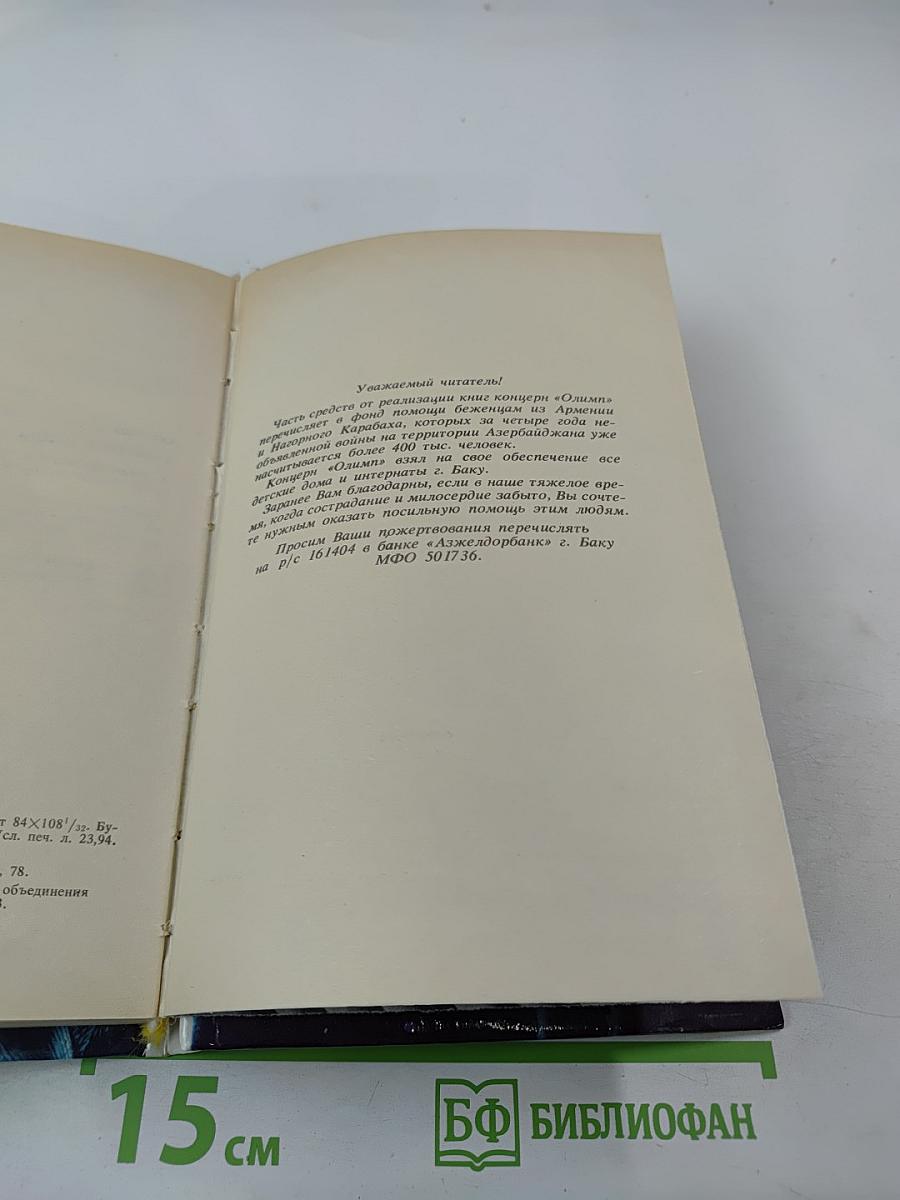 т 84×108¹/₃₂. Бу-
сл. печ. л. 23,94.
, 78.
объединения
Уважаемый читатель!
Часть средств от реализации книг концерн «Олимп»
перечисляет в фонд помощи беженцам из Армении
и Нагорного Карабаха, которых за четыре года не-
объявленной войны на территории Азербайджана уже
насчитывается более 400 тыс. человек.
Концерн «Олимп» взял на свое обеспечение все
детские дома и интернаты г. Баку.
Заранее Вам благодарны, если в наше тяжелое вре-
мя, когда сострадание и милосердие забыто, Вы сочте-
те нужным оказать посильную помощь этим людям.
Просим Ваши пожертвования перечислять
на р/с 161404 в банке «Азжелдорбанк» г. Баку
МФО 501736.
15 см
БФ БИБЛИОФАН